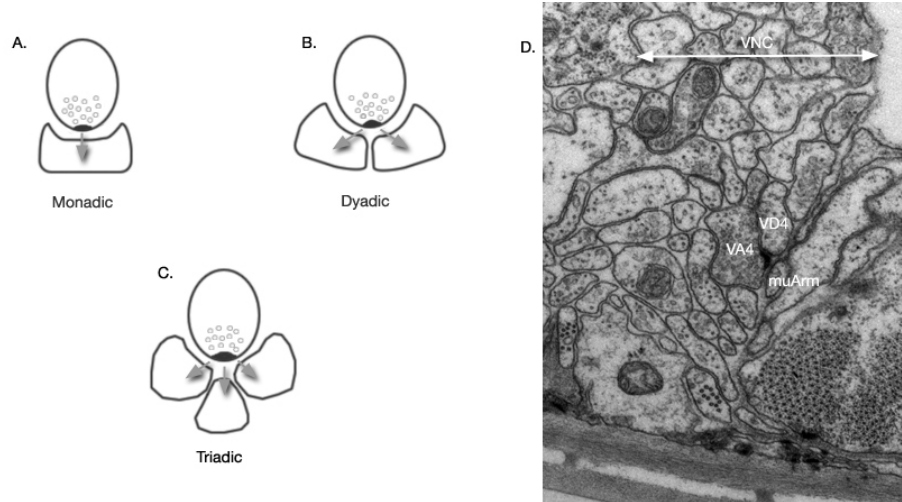 A.
Monadic
B.
Dyadic
C.
Triadic
D.
VNC
VD4
VA4
muArm